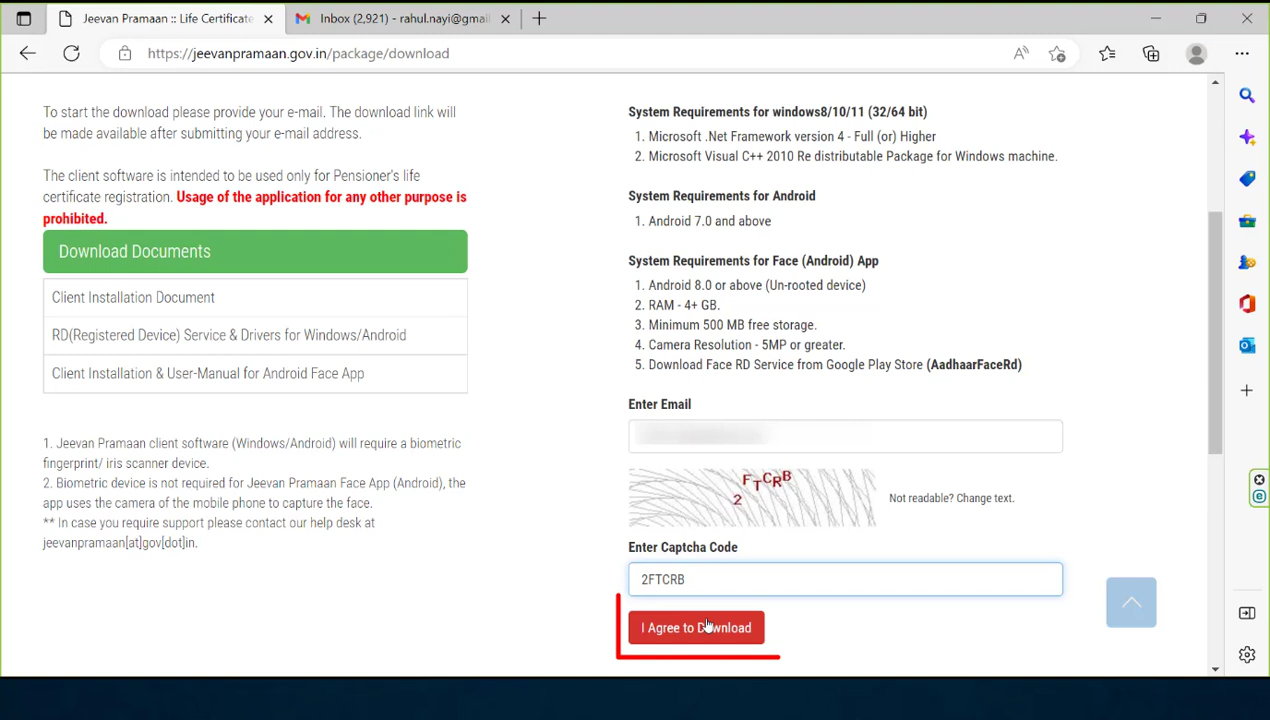 Jeevan Pramaan :: Life Certificate
Inbox (2,921) - rahul.nayi@gmail
https://jeevanpramaan.gov.in/package/download
To start the download please provide your e-mail. The download link will
be made available after submitting your e-mail address.
The client software is intended to be used only for Pensioner's life
certificate registration. Usage of the application for any other purpose is
prohibited.
Download Documents
Client Installation Document
RD(Registered Device) Service & Drivers for Windows/Android
Client Installation & User-Manual for Android Face App
1. Jeevan Pramaan client software (Windows/Android) will require a biometric
fingerprint/ iris scanner device.
2. Biometric device is not required for Jeevan Pramaan Face App (Android), the
app uses the camera of the mobile phone to capture the face.
** In case you require support please contact our help desk at
jeevanpramaan[at]gov[dot]in.
System Requirements for windows8/10/11 (32/64 bit)
1. Microsoft .Net Framework version 4 - Full (or) Higher
2. Microsoft Visual C++ 2010 Re distributable Package for Windows machine.
System Requirements for Android
1. Android 7.0 and above
System Requirements for Face (Android) App
1. Android 8.0 or above (Un-rooted device)
2. RAM - 4+ GB.
3. Minimum 500 MB free storage.
4. Camera Resolution - 5MP or greater.
5. Download Face RD Service from Google Play Store (AadhaarFaceRd)
Enter Email
2FTCRB
Not readable? Change text.
Enter Captcha Code
2FTCRB
I Agree to Download